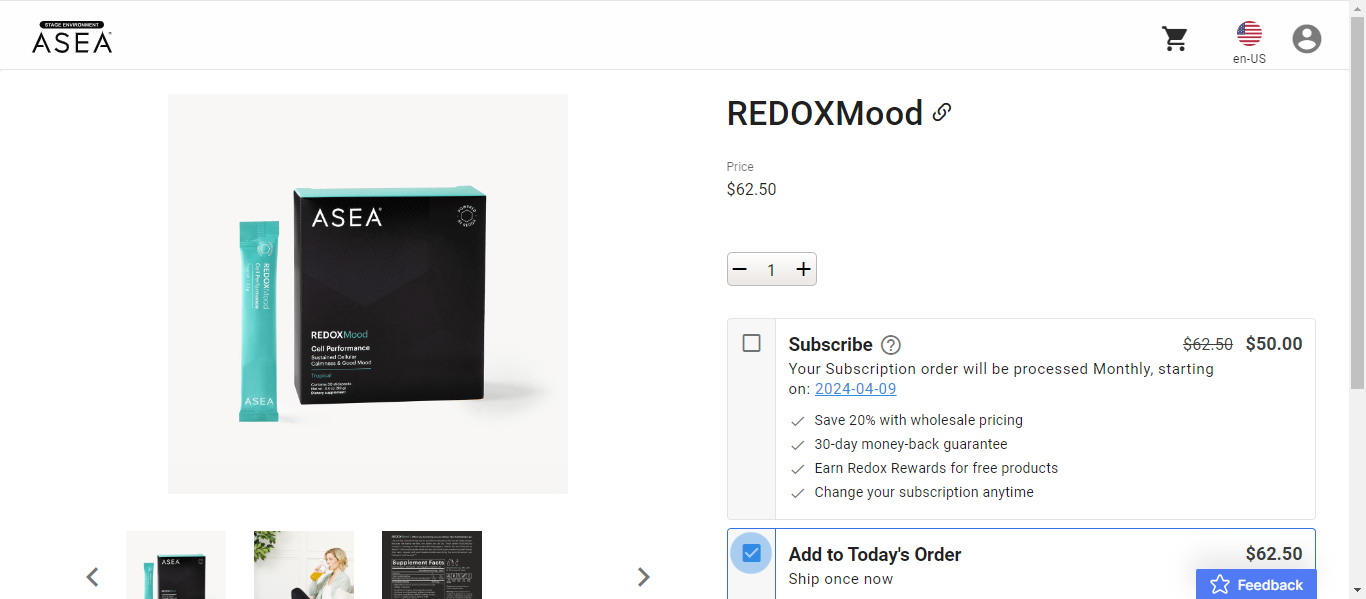 STAGE ENVIRONMENT
ASEA
en-US
ASEA
REDOXMood
Cell Performance
REDOXMood
Cell Performance
Sustained Cellular
Calmness & Good Mood
Tropical
Dietary supplement
ASEA
Supplement Facts
REDOXMood
Price
$62.50
1
Subscribe
$62.50 $50.00
Your Subscription order will be processed Monthly, starting
on: 2024-04-09
Save 20% with wholesale pricing
30-day money-back guarantee
Earn Redox Rewards for free products
Change your subscription anytime
Add to Today's Order
$62.50
Ship once now
Feedback